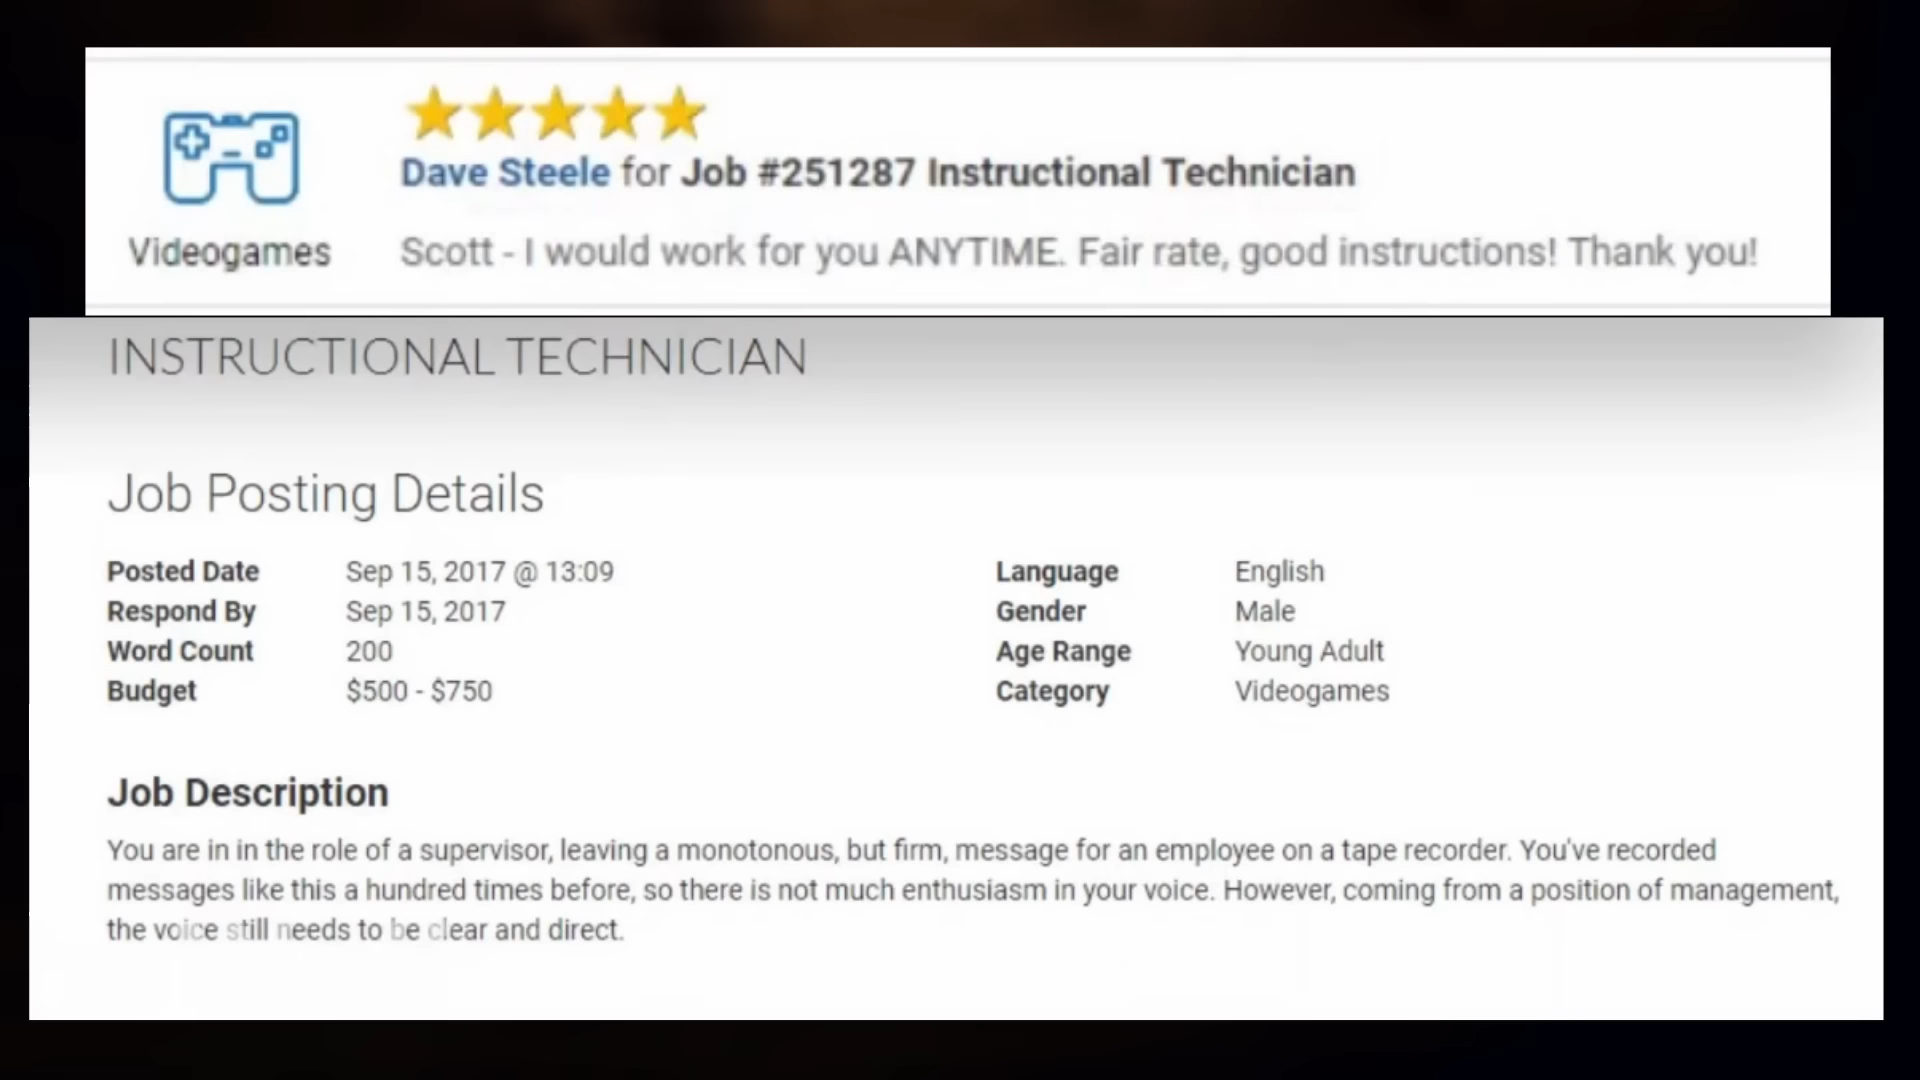 Dave Steele for Job #251287 Instructional Technician
Videogames
Scott - I would work for you ANYTIME. Fair rate, good instructions! Thank you!
INSTRUCTIONAL TECHNICIAN
Job Posting Details
Posted Date Sep 15, 2017 @ 13:09
Language English
Respond By Sep 15, 2017
Gender Male
Word Count 200
Age Range Young Adult
Budget $500 - $750
Category Videogames
Job Description
You are in in the role of a supervisor, leaving a monotonous, but firm, message for an employee on a tape recorder. You've recorded
messages like this a hundred times before, so there is not much enthusiasm in your voice. However, coming from a position of management,
the voice still needs to be clear and direct.